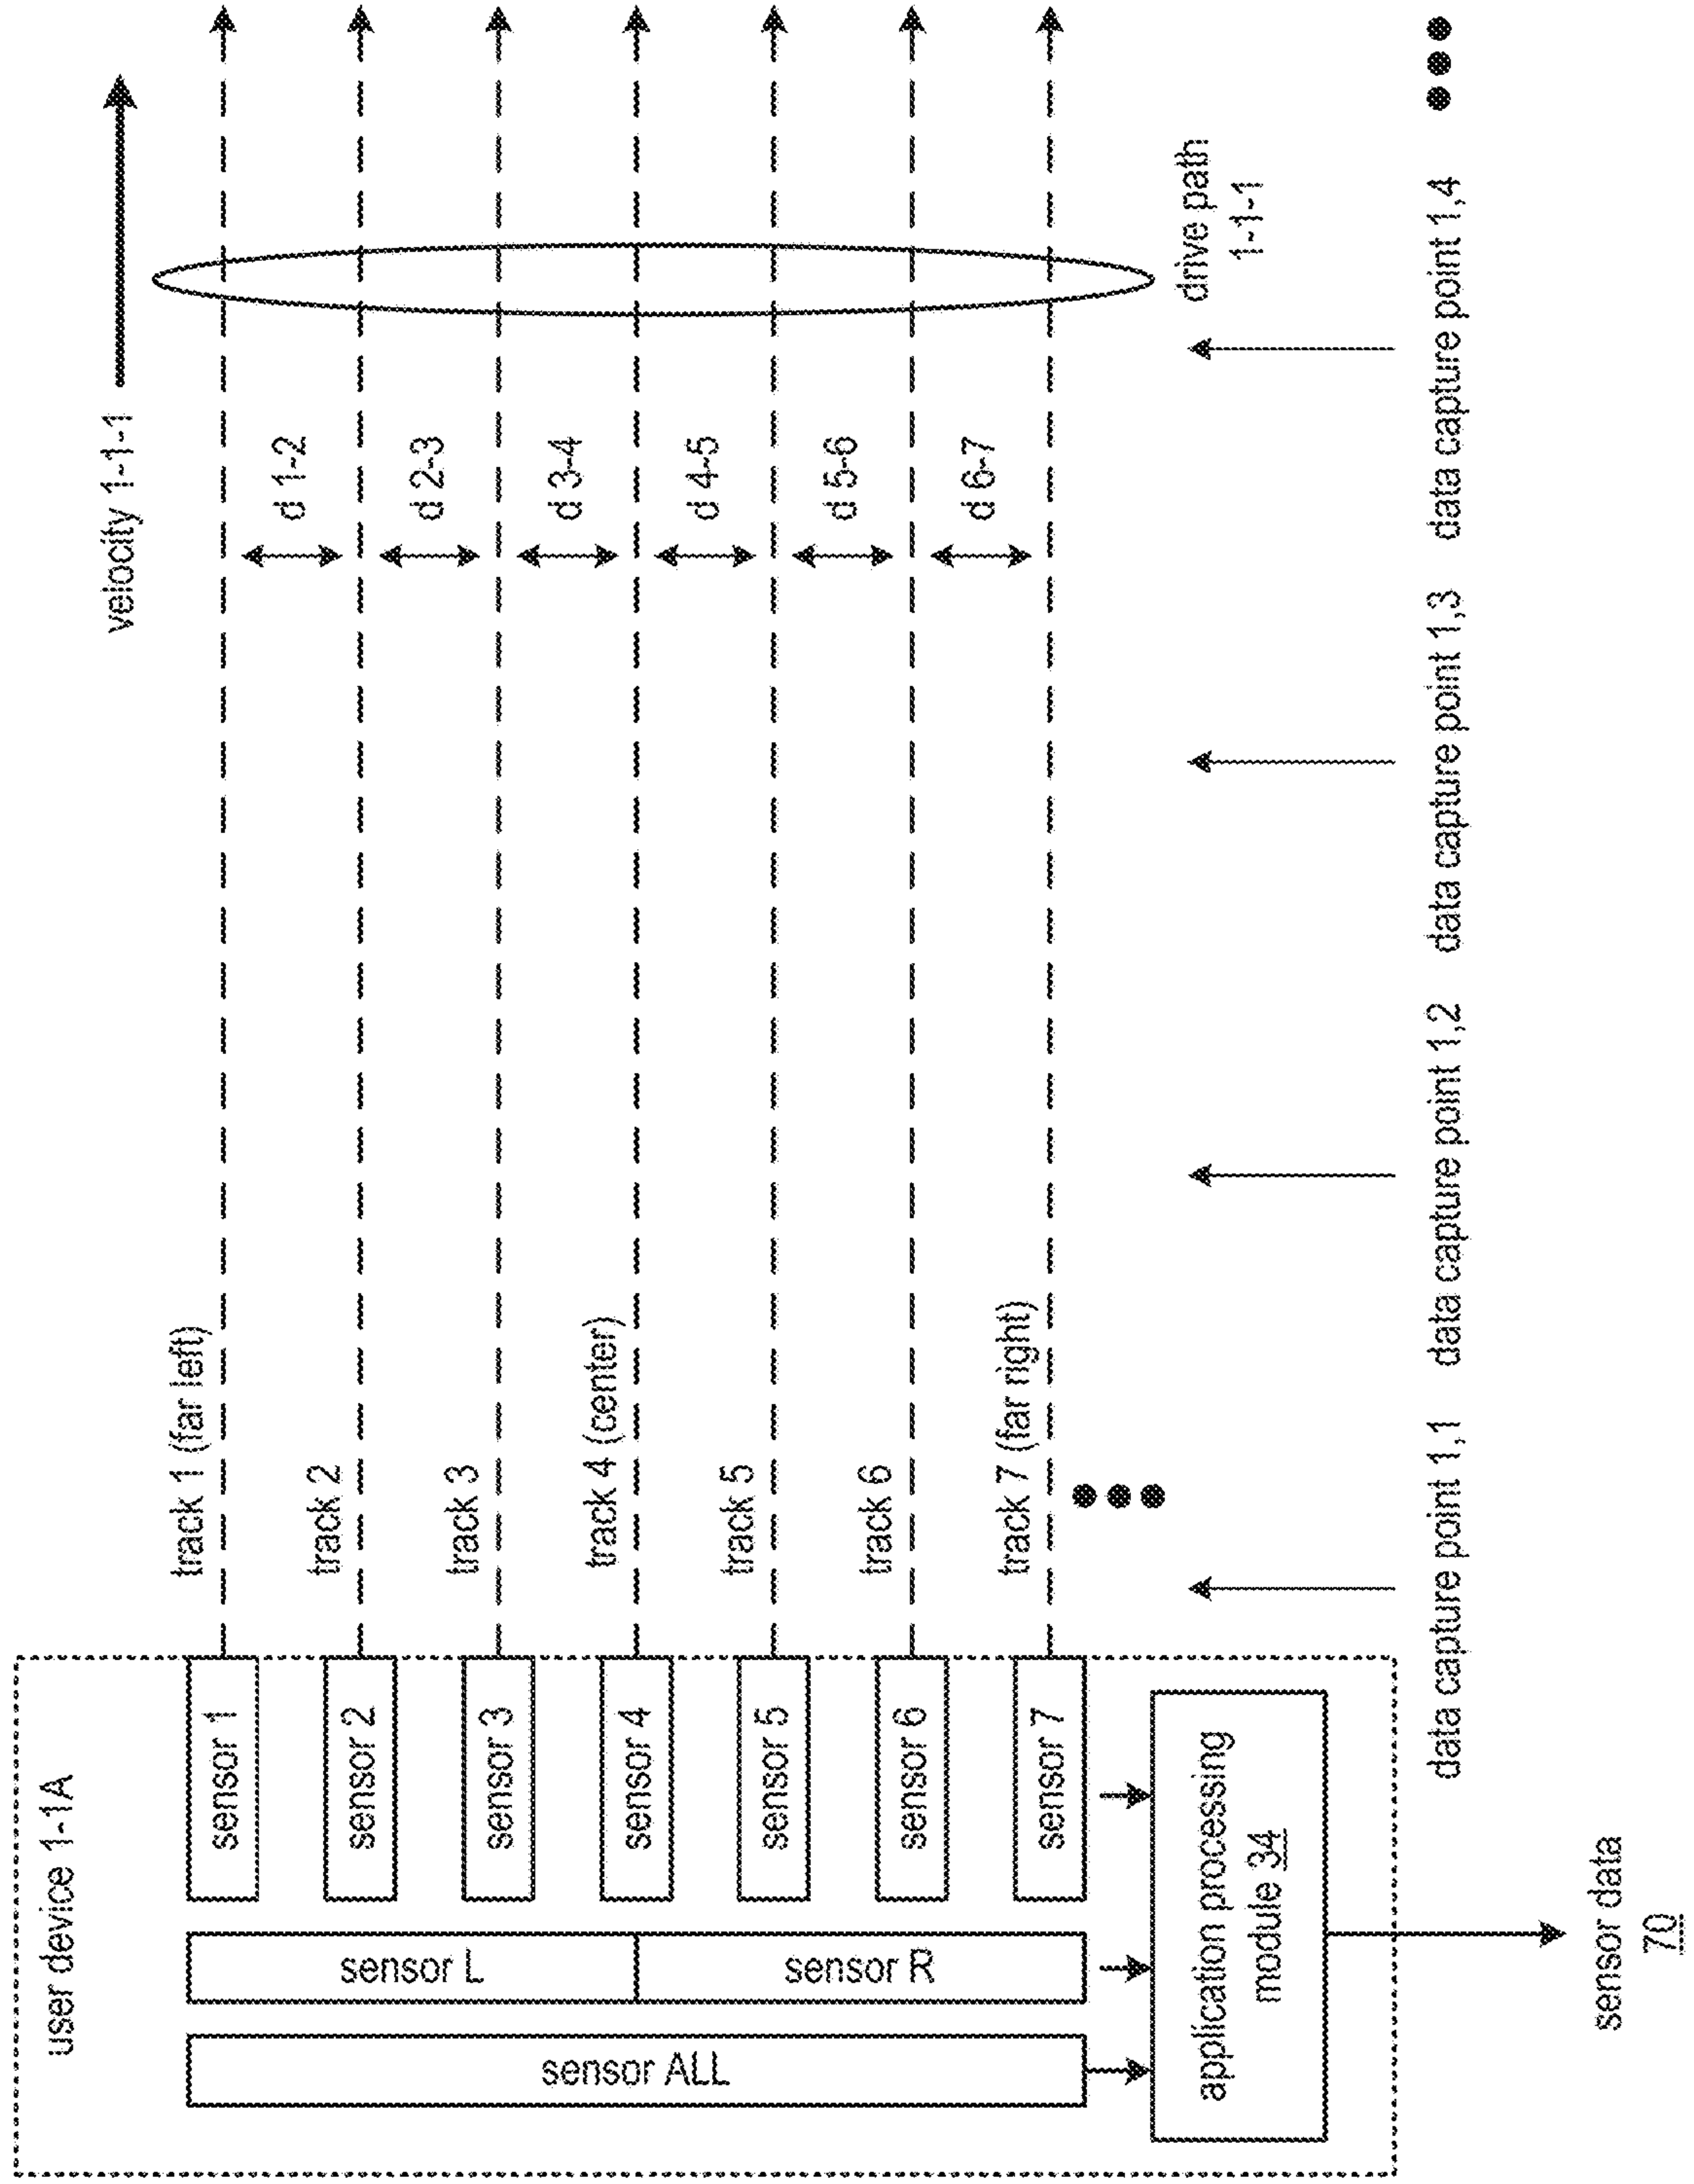 user device 1-1A
sensor ALL
sensor L
sensor R
sensor 1
sensor 2
sensor 3
sensor 4
sensor 5
sensor 6
sensor 7
application processing
module 34
sensor data
70
track 1 (far left)
track 2
track 3
track 4 (center)
track 5
track 6
track 7 (far right)
velocity 1-1-1
d 1-2
d 2-3
d 3-4
d 4-5
d 5-6
d 6-7
drive path
1-1-1
data capture point 1,1
data capture point 1,2
data capture point 1,3
data capture point 1,4